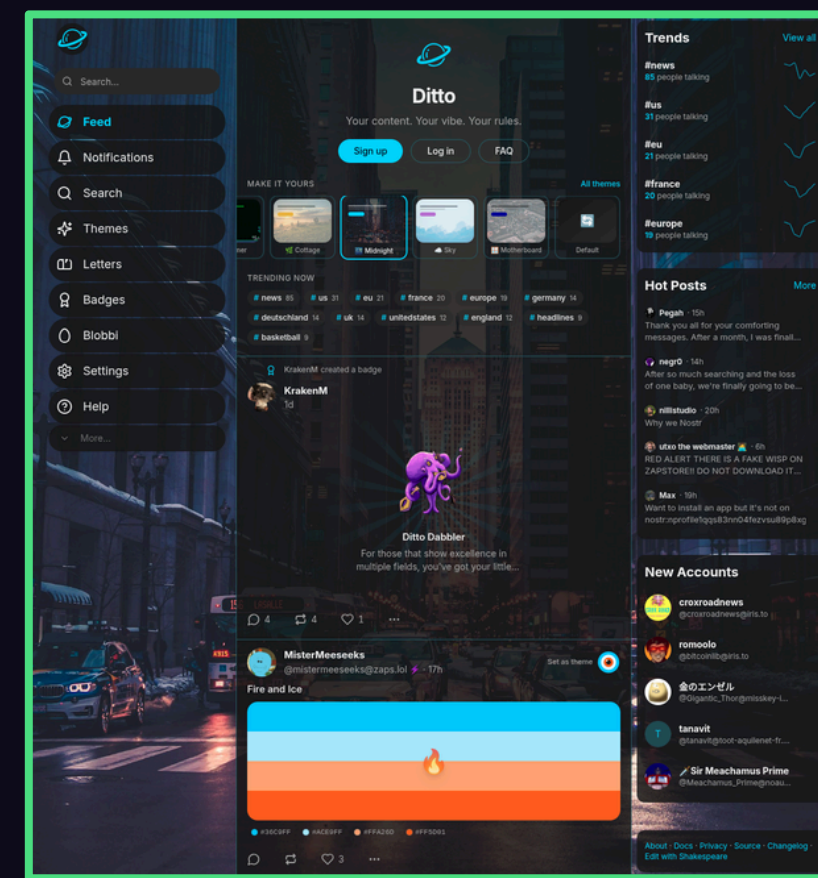 Search...
Feed
Notifications
Search
Themes
Letters
Badges
Blobbi
Settings
Help
More...
Ditto
Your content. Your vibe. Your rules.
Sign up
Log in
FAQ
MAKE IT YOURS
All themes
Cottage
Midnight
Sky
Motherboard
Default
TRENDING NOW
# news 85 # us 31 # eu 21 # france 20 # europe 19 # germany 14
# deutschland 14 # uk 14 # unitedstates 12 # england 12 # headlines 9
# basketball 9
KrakenM created a badge
KrakenM
1d
Ditto Dabbler
For those that show excellence in
multiple fields, you've got your little...
4 4 1 ...
MisterMeeseeks
@mistermeeseeks@zaps.lol ⚡ · 17h
Set as theme
Fire and Ice
#ACE9FF #FFA26D #FF5D01
3 ...
Trends
View all
#news
85 people talking
#us
31 people talking
#eu
21 people talking
#france
20 people talking
#europe
19 people talking
Hot Posts
More
Pegah · 15h
Thank you all for your comforting
messages. After a month, I was finall...
negr0 · 14h
After so much searching and the loss
of one baby, we're finally going to be...
nillistudio · 20h
Why we Nostr
utxo the webmaster 🧑‍💻 · 6h
RED ALERT THERE IS A FAKE WISP ON
ZAPSTORE!! DO NOT DOWNLOAD IT...
Max · 19h
Want to install an app but it's not on
New Accounts
croxroadnews
@croxroadnews@iris.to
romoolo
@bitcoinlib@iris.to
金のエンゼル
@Gigantic_Thor@misskey-i...
T
tanavit
@tanavit@toot-aquilenet-fr....
Sir Meachamus Prime
@Meachamus_Prime@noau...
About · Docs · Privacy · Source · Changelog ·
Edit with Shakespeare